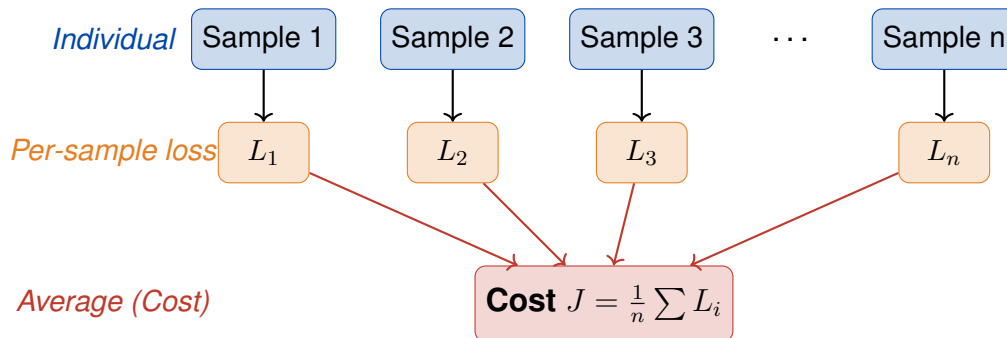 Individual Sample 1 Sample 2 Sample 3 ··· Sample n
Per-sample loss L₁ L₂ L₃ Lₙ
Average (Cost) Cost J = 1/n ∑ Lᵢ